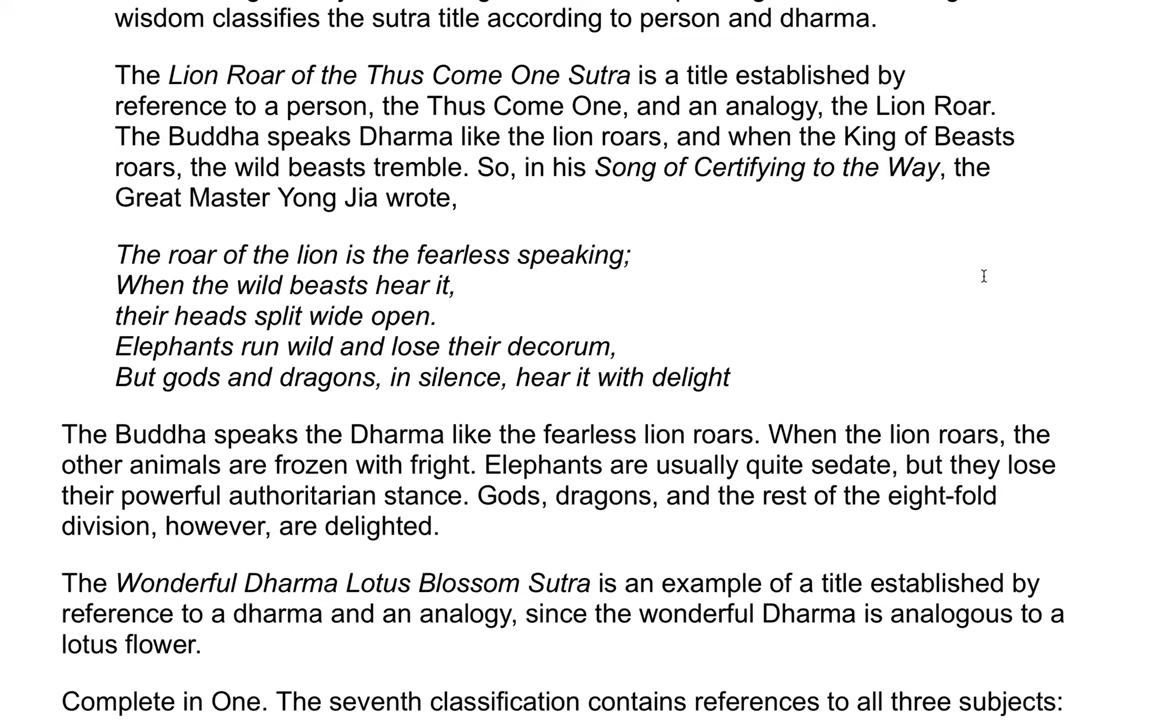 wisdom classifies the sutra title according to person and dharma.
The Lion Roar of the Thus Come One Sutra is a title established by
reference to a person, the Thus Come One, and an analogy, the Lion Roar.
The Buddha speaks Dharma like the lion roars, and when the King of Beasts
roars, the wild beasts tremble. So, in his Song of Certifying to the Way, the
Great Master Yong Jia wrote,
The roar of the lion is the fearless speaking;
When the wild beasts hear it,
their heads split wide open.
Elephants run wild and lose their decorum,
But gods and dragons, in silence, hear it with delight
The Buddha speaks the Dharma like the fearless lion roars. When the lion roars, the
other animals are frozen with fright. Elephants are usually quite sedate, but they lose
their powerful authoritarian stance. Gods, dragons, and the rest of the eight-fold
division, however, are delighted.
The Wonderful Dharma Lotus Blossom Sutra is an example of a title established by
reference to a dharma and an analogy, since the wonderful Dharma is analogous to a
lotus flower.
Complete in One. The seventh classification contains references to all three subjects: